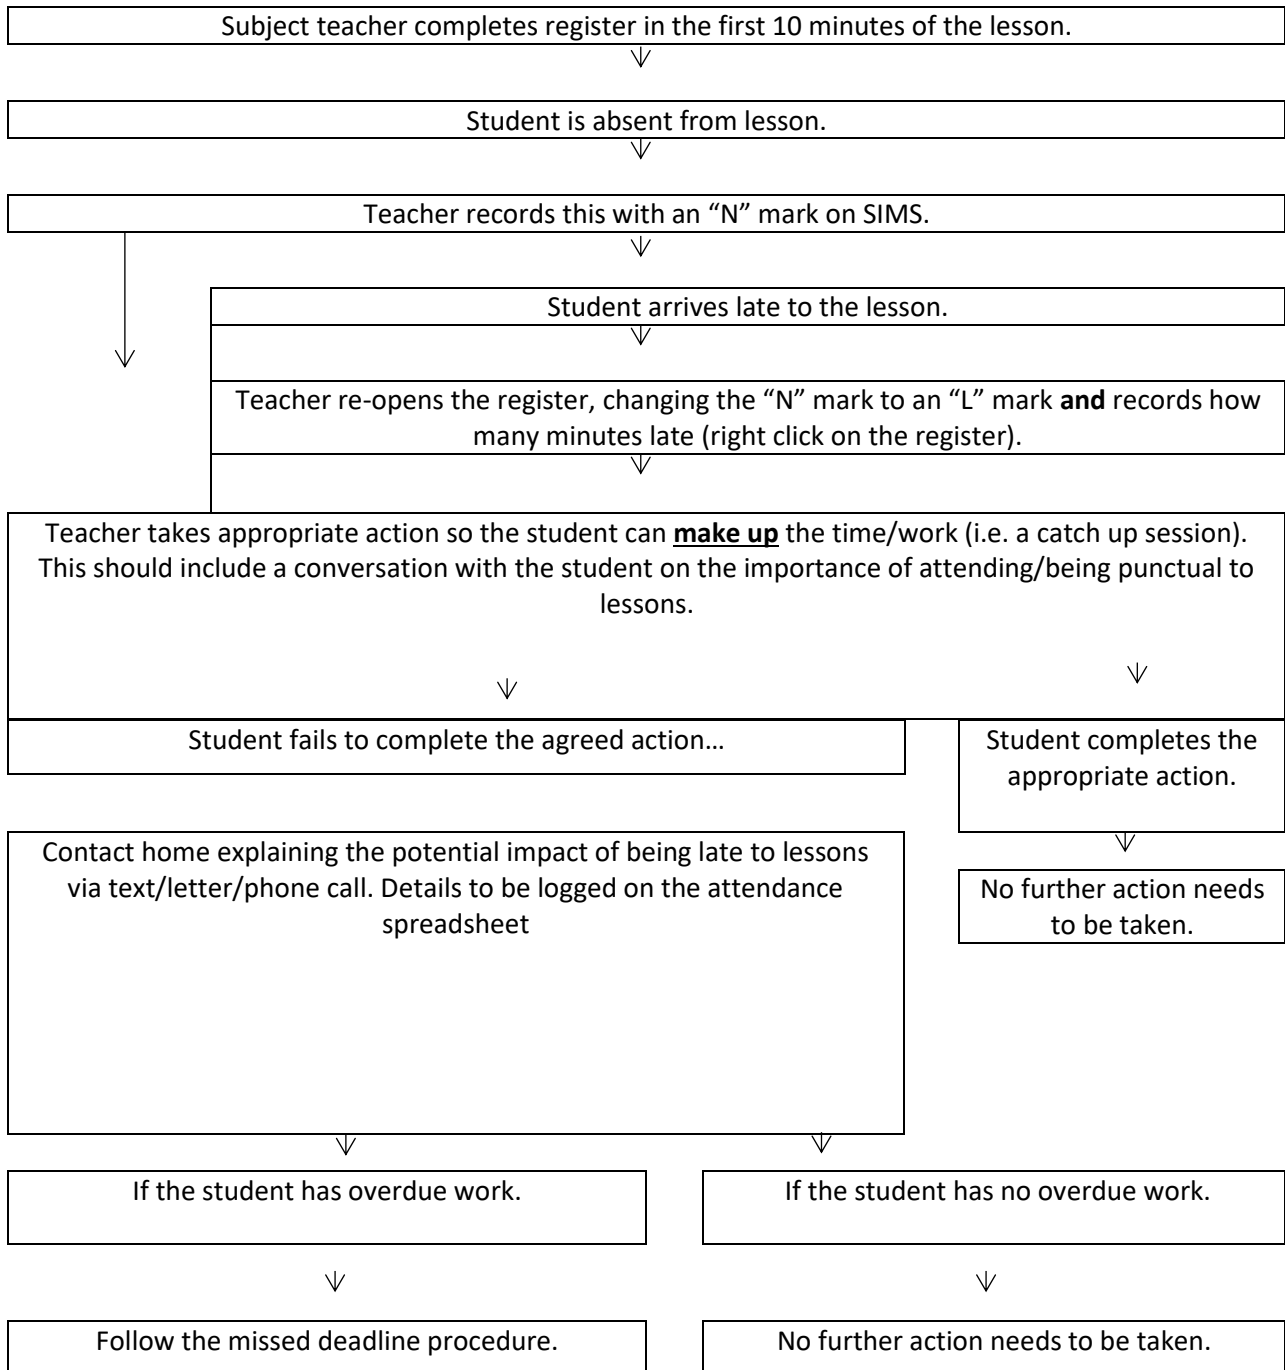 Subject teacher completes register in the first 10 minutes of the lesson.
Student is absent from lesson.
Teacher records this with an “N” mark on SIMS.
Student arrives late to the lesson.
Teacher re-opens the register, changing the “N” mark to an “L” mark and records how
many minutes late (right click on the register).
Teacher takes appropriate action so the student can make up the time/work (i.e. a catch up session).
This should include a conversation with the student on the importance of attending/being punctual to
lessons.
Student fails to complete the agreed action…
Student completes the
appropriate action.
Contact home explaining the potential impact of being late to lessons
via text/letter/phone call. Details to be logged on the attendance
spreadsheet
No further action needs
to be taken.
If the student has overdue work.
If the student has no overdue work.
Follow the missed deadline procedure.
No further action needs to be taken.